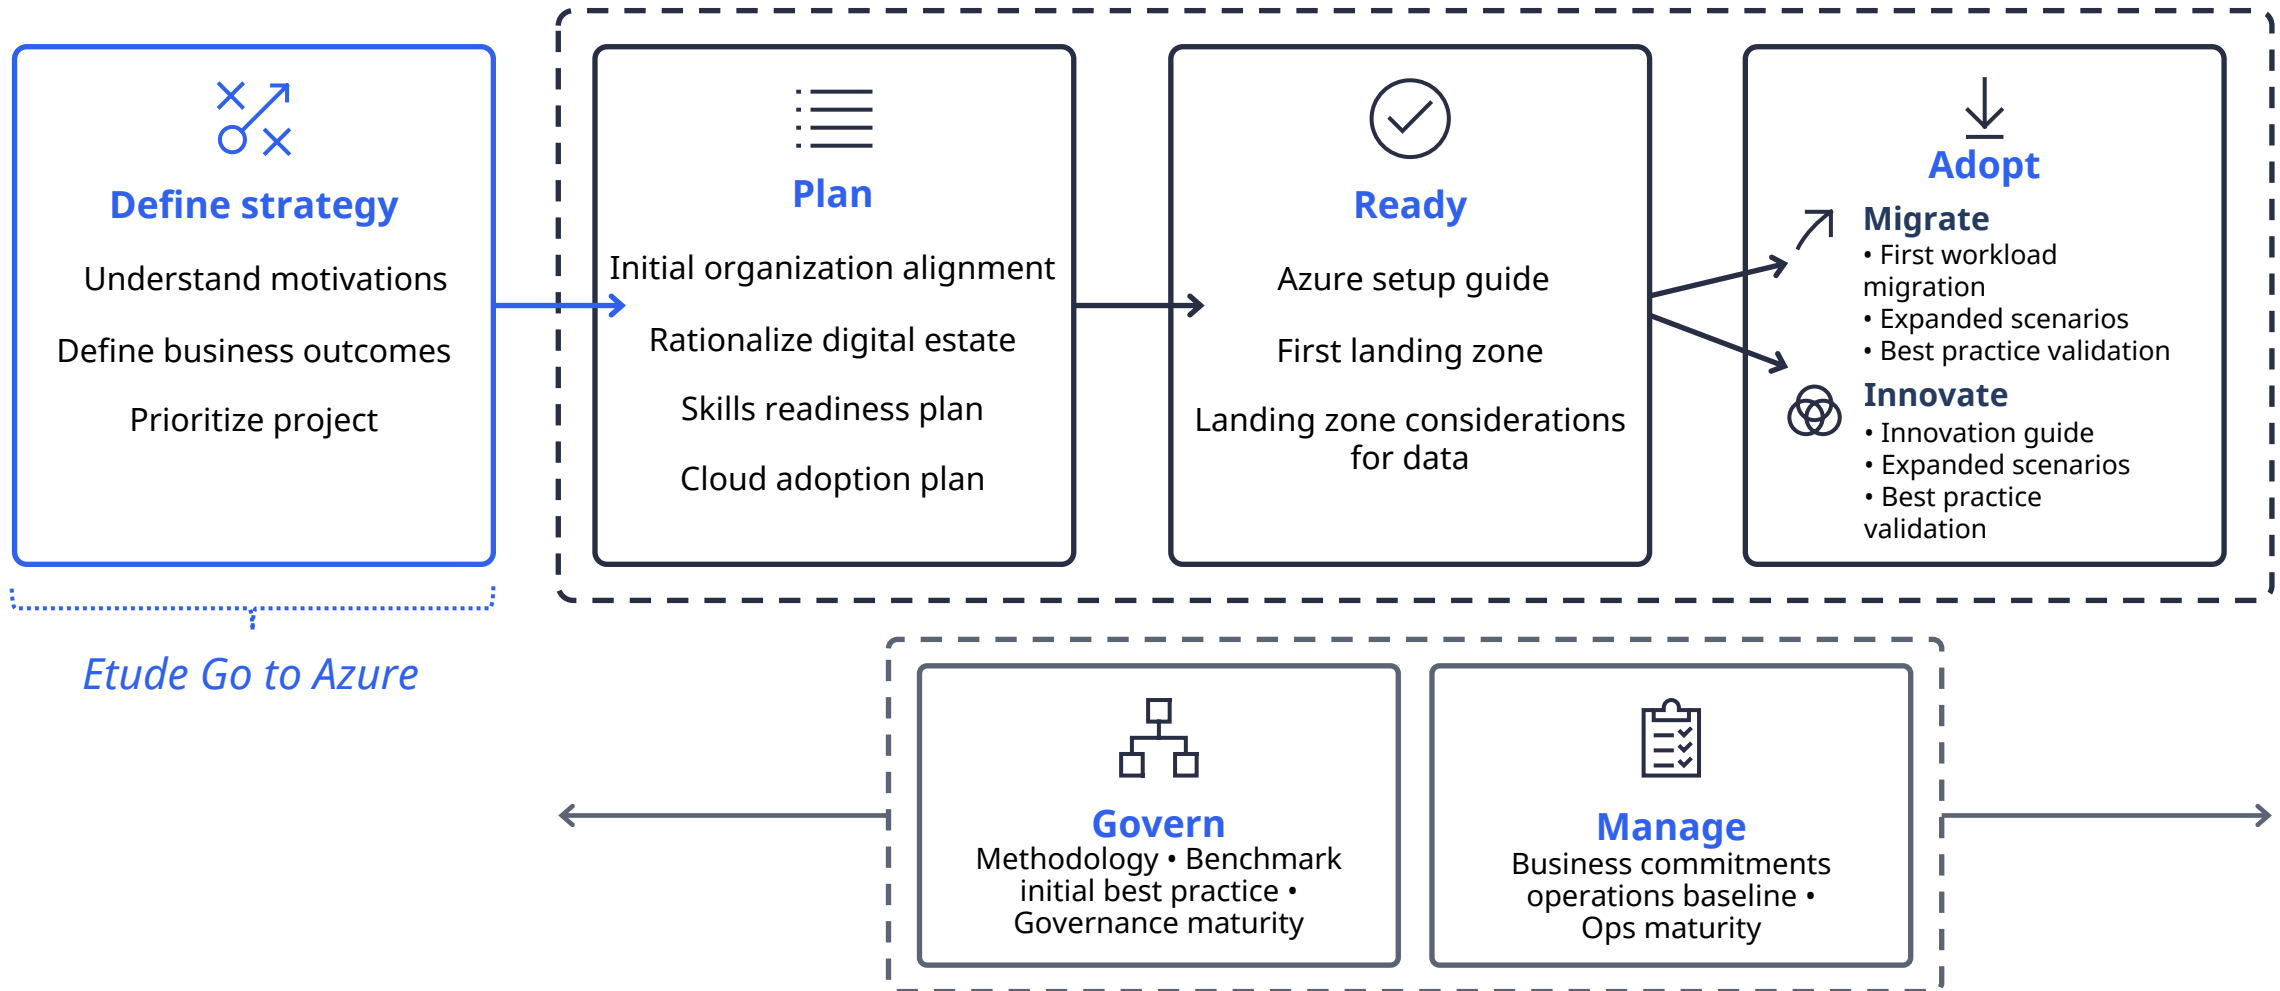 Define strategy
Understand motivations
Define business outcomes
Prioritize project
Etude Go to Azure
Plan
Initial organization alignment
Rationalize digital estate
Skills readiness plan
Cloud adoption plan
Ready
Azure setup guide
First landing zone
Landing zone considerations
for data
Adopt
Migrate
• First workload
migration
• Expanded scenarios
• Best practice validation
Innovate
• Innovation guide
• Expanded scenarios
• Best practice
validation
Govern
Methodology • Benchmark
initial best practice •
Governance maturity
Manage
Business commitments
operations baseline •
Ops maturity